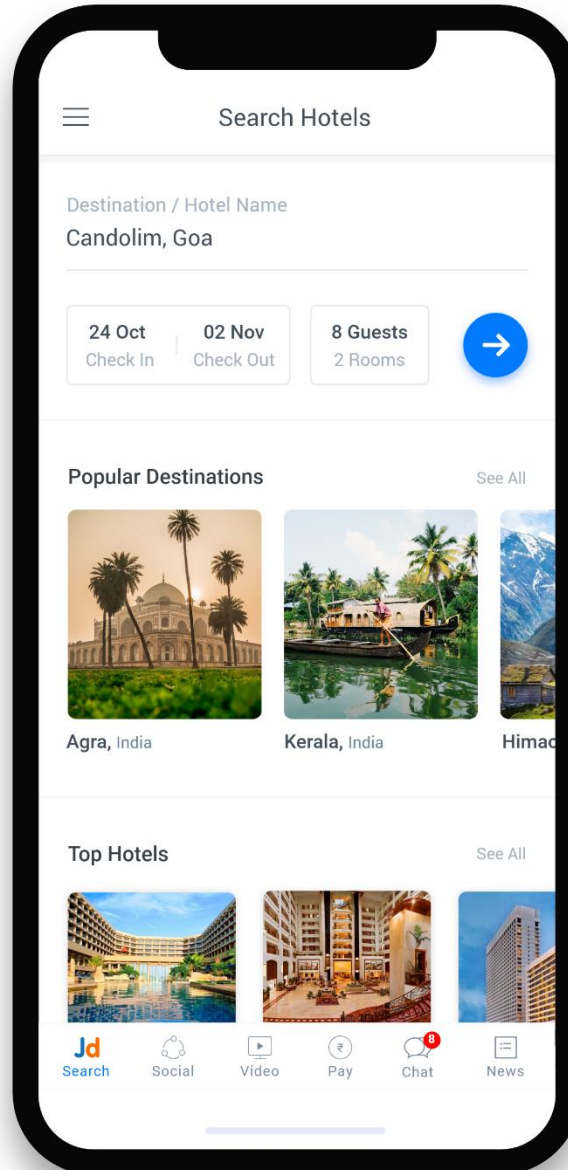 Search Hotels
Destination / Hotel Name
Candolim, Goa
24 Oct 02 Nov 8 Guests
Check In Check Out 2 Rooms
Popular Destinations See All
Agra, India Kerala, India Himac
Top Hotels See All
Jd
Search Social Video Pay Chat News
8
₹